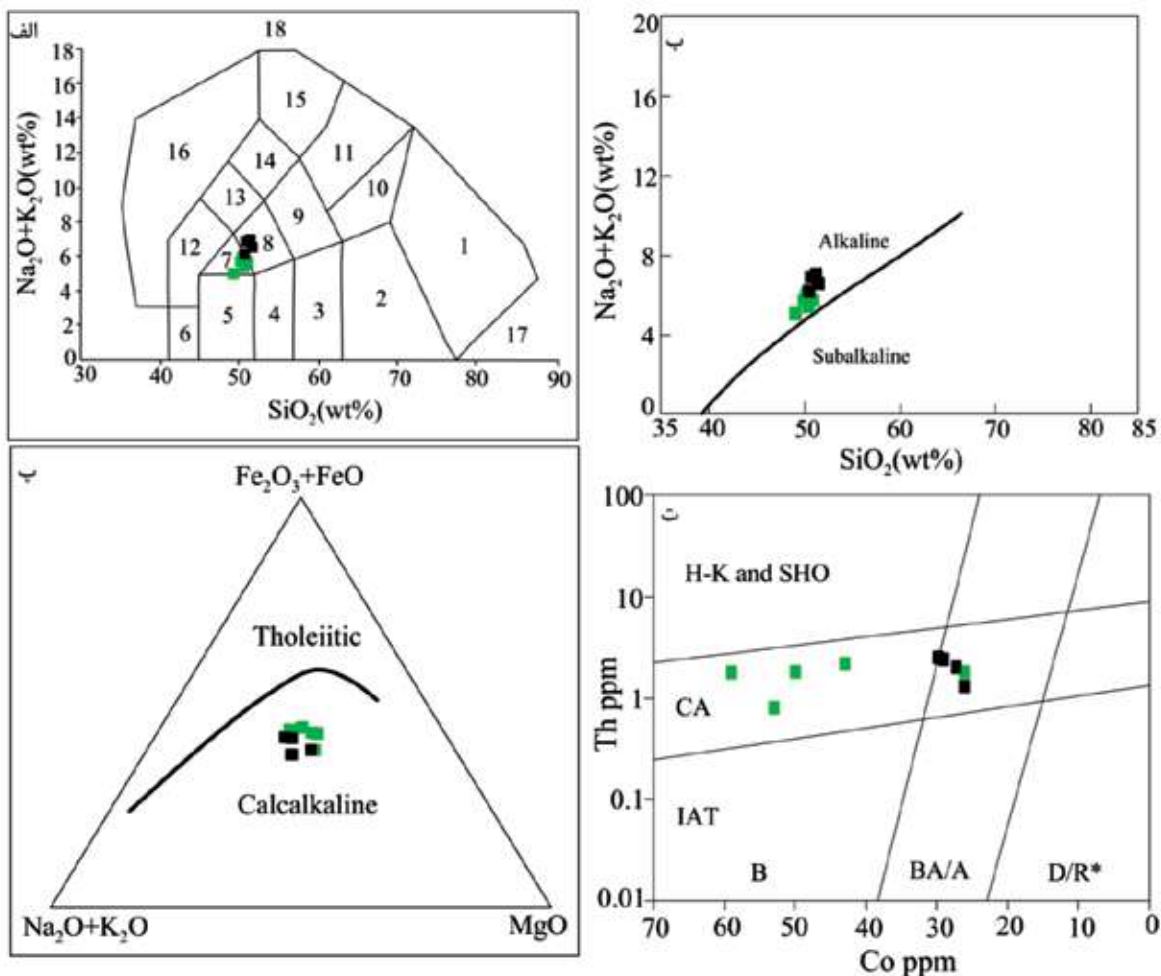 الف
18
18
16
14
12
10
8
6
4
2
0
Na₂O+K₂O(wt%)
15
16
14
11
13
10
9
12
7
8
1
5
4
3
2
6
17
30 40 50 60 70 80 90
SiO₂(wt%)
ب
20
16
12
8
4
0
Na₂O+K₂O(wt%)
Alkaline
Subalkaline
35 40 50 60 70 80 85
SiO₂(wt%)
Fe₂O₃+FeO
Tholeiitic
Calcalkaline
Na₂O+K₂O
MgO
100
10
1
0.1
0.01
Th ppm
H-K and SHO
CA
IAT
B
BA/A
D/R*
70 60 50 40 30 20 10 0
Co ppm